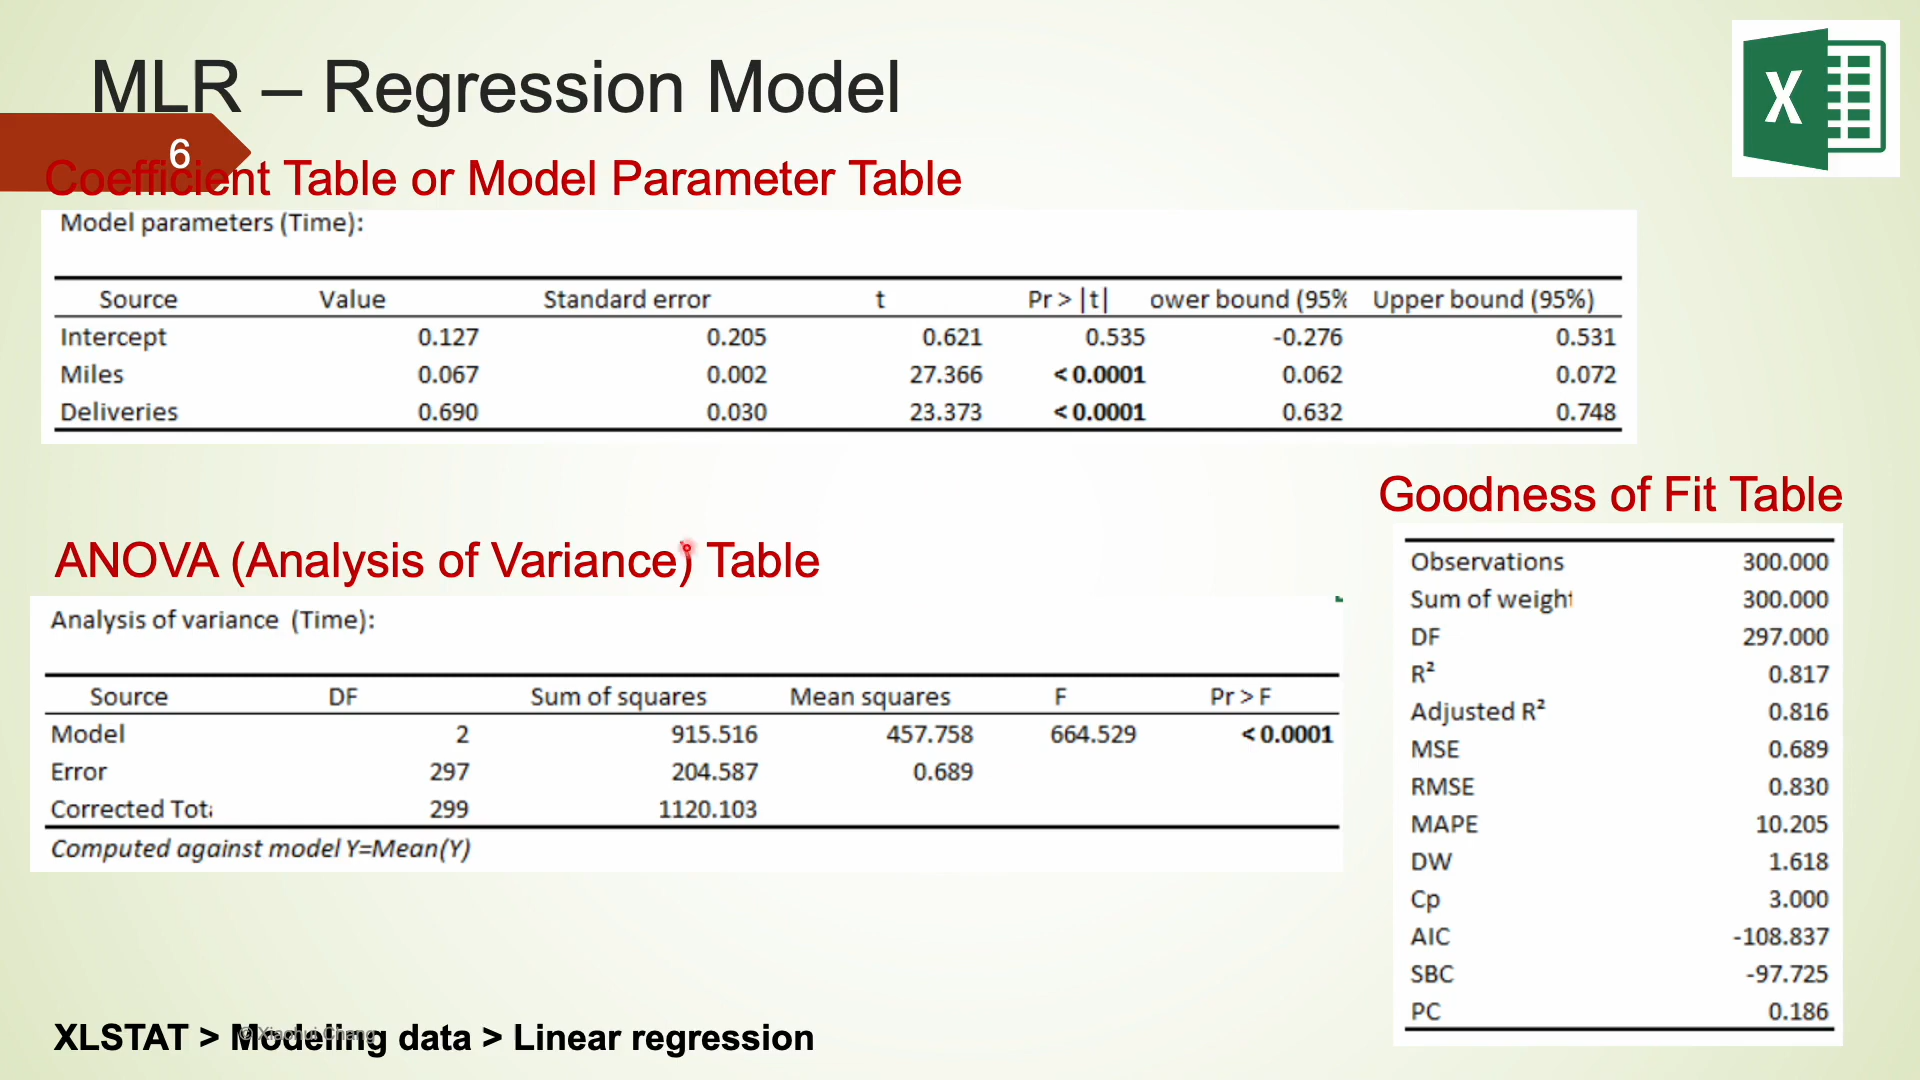 MLR – Regression Model
6
Coefficient Table or Model Parameter Table
Model parameters (Time):
Source Value Standard error t Pr > |t| ower bound (95% Upper bound (95%)
Intercept 0.127 0.205 0.621 0.535 -0.276 0.531
Miles 0.067 0.002 27.366 < 0.0001 0.062 0.072
Deliveries 0.690 0.030 23.373 < 0.0001 0.632 0.748
ANOVA (Analysis of Variance) Table
Analysis of variance (Time):
Source DF Sum of squares Mean squares F Pr > F
Model 2 915.516 457.758 664.529 < 0.0001
Error 297 204.587 0.689
Corrected Tot 299 1120.103
Computed against model Y=Mean(Y)
Goodness of Fit Table
Observations 300.000
Sum of weight 300.000
DF 297.000
R² 0.817
Adjusted R² 0.816
MSE 0.689
RMSE 0.830
MAPE 10.205
DW 1.618
Cp 3.000
AIC -108.837
SBC -97.725
PC 0.186
XLSTAT > Modeling data > Linear regression
© Xiaohui Chang
X